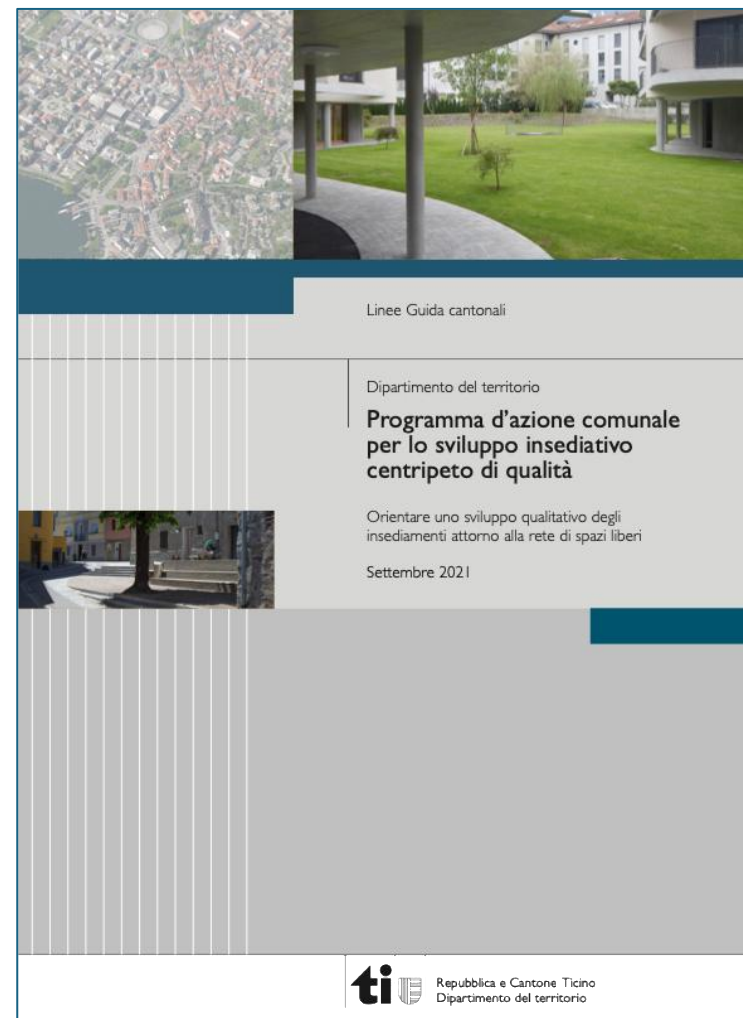 Linee Guida cantonali
Dipartimento del territorio
Programma d'azione comunale
per lo sviluppo insediativo
centripeto di qualità
Orientare uno sviluppo qualitativo degli
insediamenti attorno alla rete di spazi liberi
Settembre 2021
ti
Repubblica e Cantone Ticino
Dipartimento del territorio